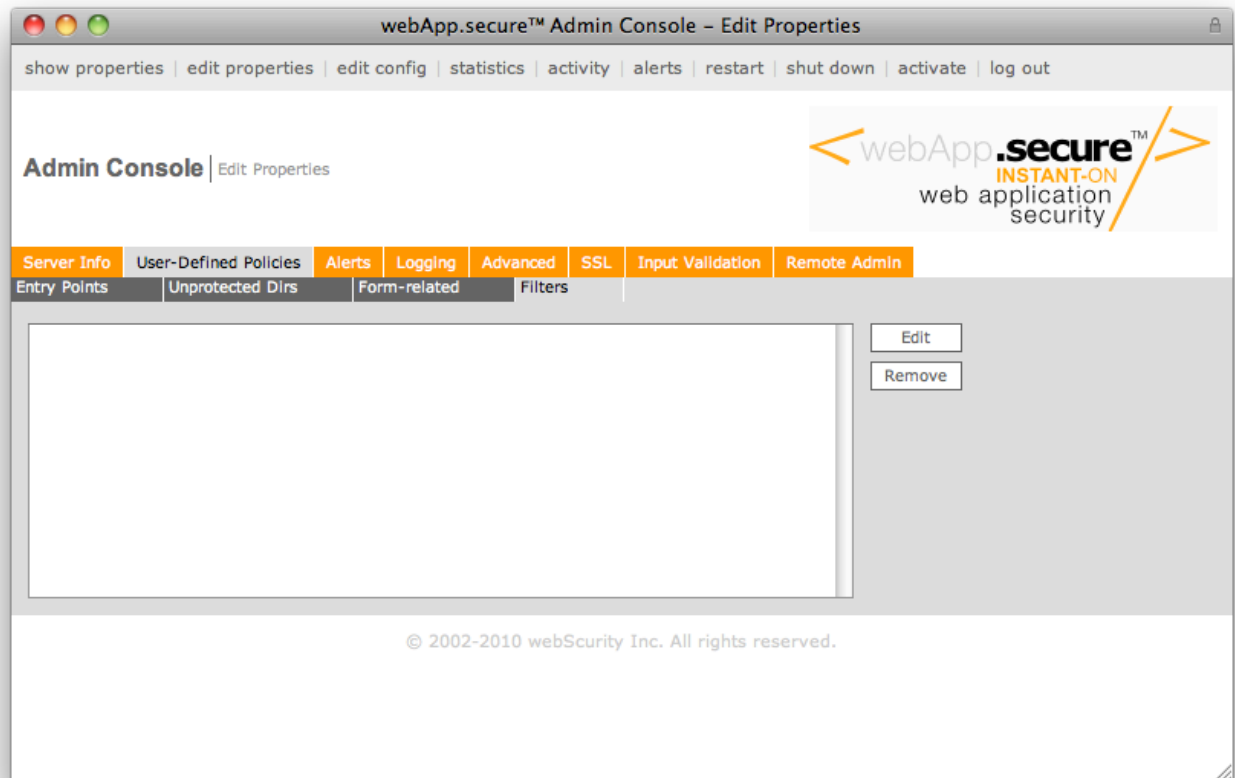 webApp.secure™ Admin Console – Edit Properties
show properties | edit properties | edit config | statistics | activity | alerts | restart | shut down | activate | log out
<webApp.secure™/>
INSTANT-ON
web application
security
Admin Console | Edit Properties
Server Info User-Defined Policies Alerts Logging Advanced SSL Input Validation Remote Admin
Entry Points Unprotected Dirs Form-related Filters
Edit
Remove
© 2002-2010 webScurity Inc. All rights reserved.